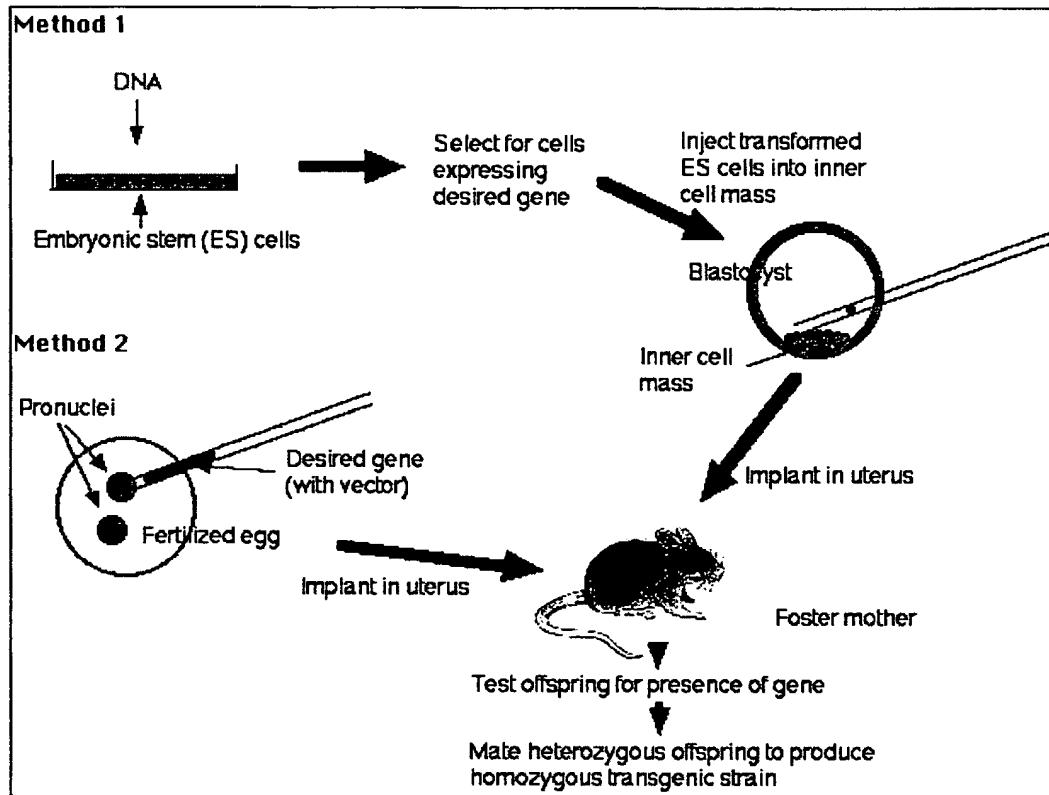 Method 1
DNA
Embryonic stem (ES) cells
Select for cells
expressing
desired gene
Inject transformed
ES cells into inner
cell mass
Blastocyst
Inner cell
mass
Implant in uterus
Method 2
Pronuclei
Desired gene
(with vector)
Fertilized egg
Implant in uterus
Foster mother
Test offspring for presence of gene
Mate heterozygous offspring to produce
homozygous transgenic strain